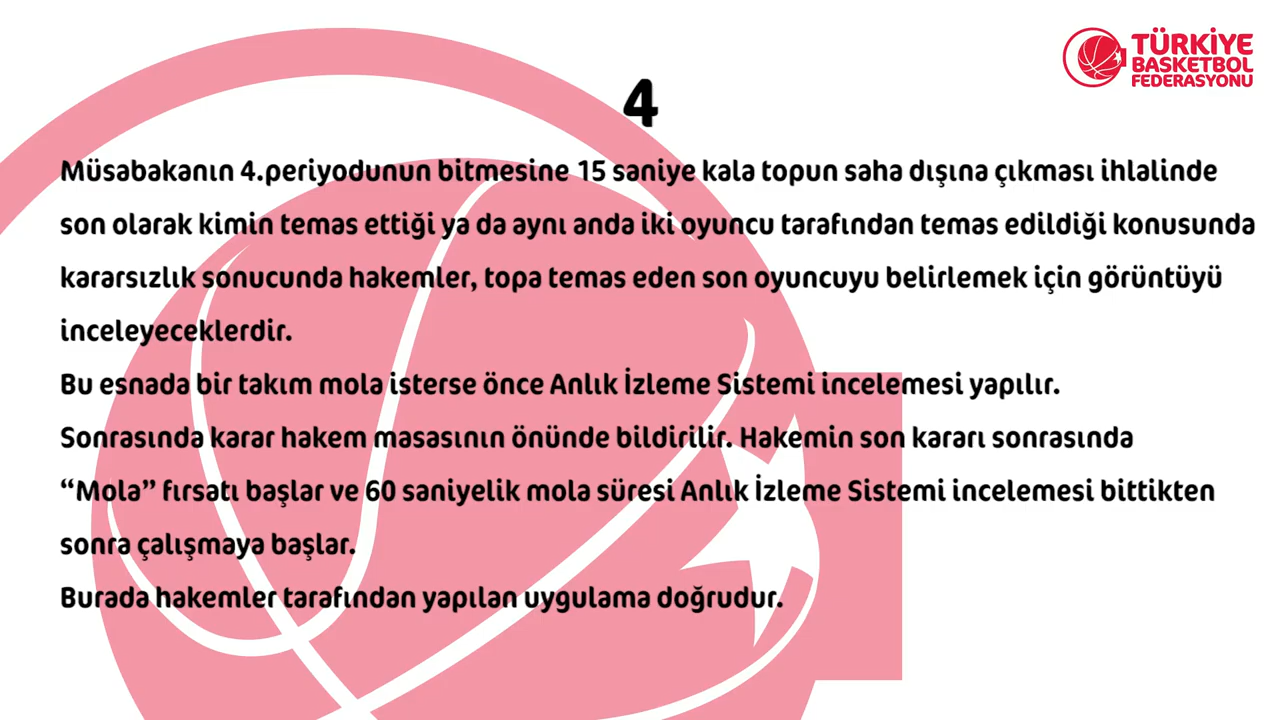 TÜRKİYE
BASKETBOL
FEDERASYONU
4
Müsabakanın 4.periyodunun bitmesine 15 saniye kala topun saha dışına çıkması ihlalinde
son olarak kimin temas ettiği ya da aynı anda iki oyuncu tarafından temas edildiği konusunda
kararsızlık sonucunda hakemler, topa temas eden son oyuncuyu belirlemek için görüntüyü
inceleyeceklerdir.
Bu esnada bir takım mola isterse önce Anlık İzleme Sistemi incelemesi yapılır.
Sonrasında karar hakem masasının önünde bildirilir. Hakemin son kararı sonrasında
“Mola” fırsatı başlar ve 60 saniyelik mola süresi Anlık İzleme Sistemi incelemesi bittikten
sonra çalışmaya başlar.
Burada hakemler tarafından yapılan uygulama doğrudur.